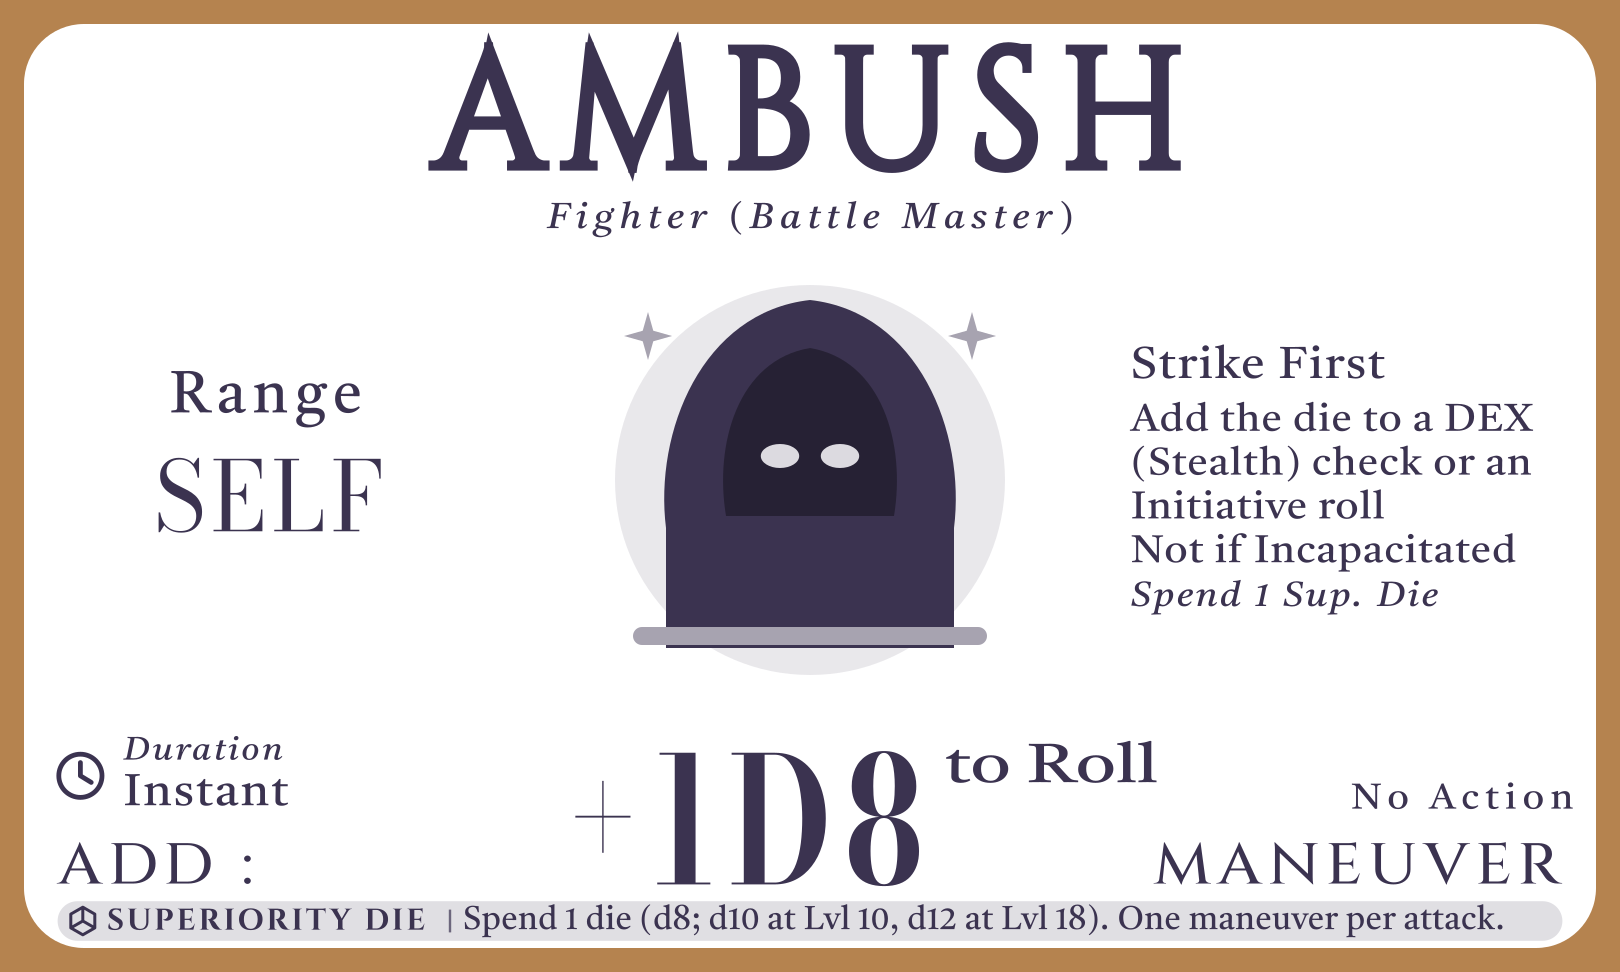 AMBUSH
Fighter (Battle Master)
Range
SELF
Strike First
Add the die to a DEX
(Stealth) check or an
Initiative roll
Not if Incapacitated
Spend 1 Sup. Die
Duration
Instant
ADD :
+ 1D8 to Roll
No Action
MANEUVER
SUPERIORITY DIE | Spend 1 die (d8; d10 at Lvl 10, d12 at Lvl 18). One maneuver per attack.